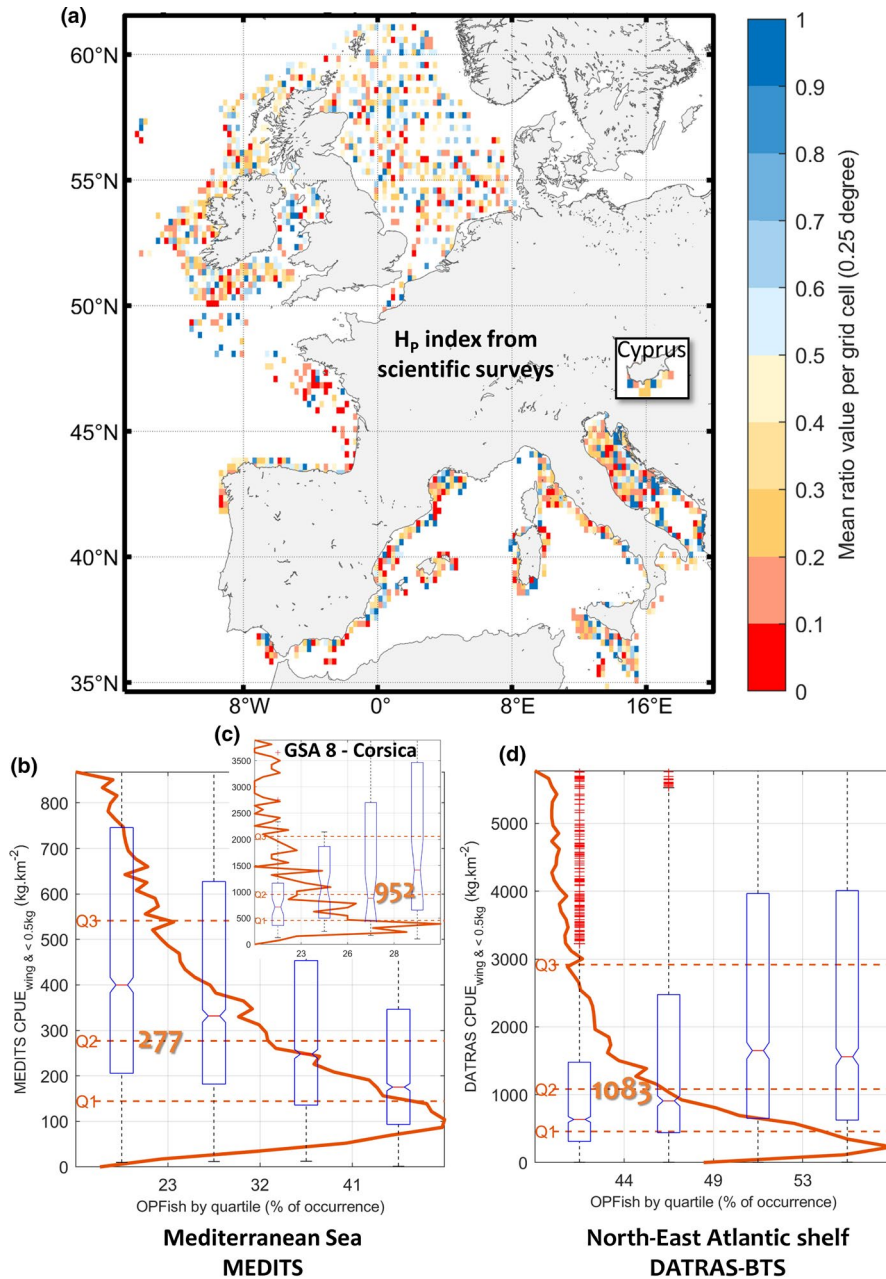 (a)
60°N
55°N
50°N
45°N
40°N
35°N
8°W
0°
8°E
16°E
H_P index from
scientific surveys
Cyprus
1
0.9
0.8
0.7
0.6
0.5
0.4
0.3
0.2
0.1
0
Mean ratio value per grid cell (0.25 degree)
(b)
MEDITS CPUE_wing & < 0.5kg (kg.km⁻²)
800
700
600
500
400
300
200
100
0
Q3
Q2
Q1
277
23
32
41
OPFish by quartile (% of occurrence)
Mediterranean Sea
MEDITS
(c)
GSA 8 - Corsica
3500
3000
2500
2000
1500
1000
500
0
Q3
Q2
Q1
952
23
26
28
(d)
DATRAS CPUE_wing & < 0.5kg (kg.km⁻²)
5000
4000
3000
2000
1000
0
Q3
Q2
Q1
1083
44
49
53
OPFish by quartile (% of occurrence)
North-East Atlantic shelf
DATRAS-BTS